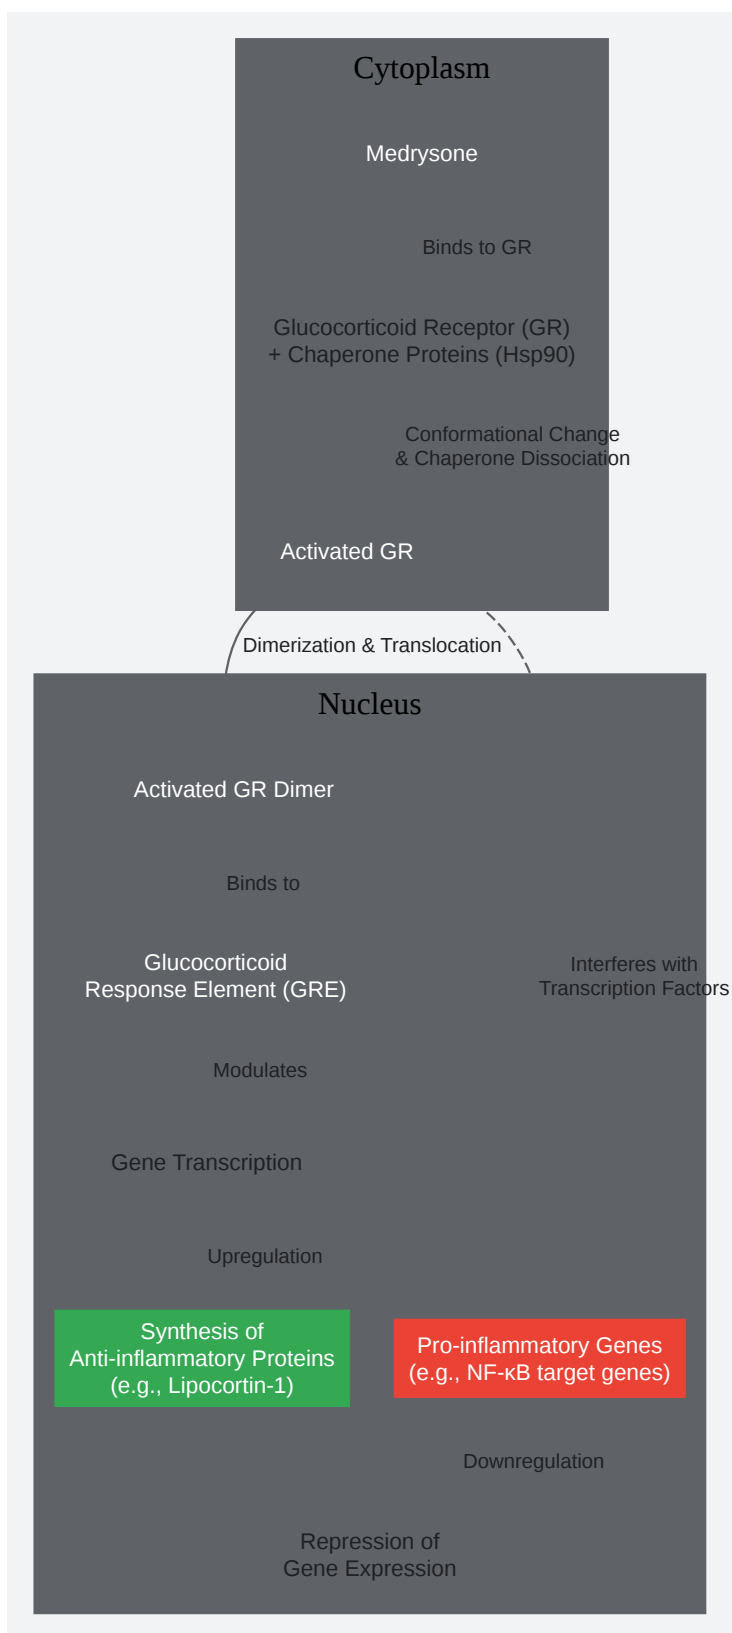 Cytoplasm
Medrysone
Binds to GR
Glucocorticoid Receptor (GR)
+ Chaperone Proteins (Hsp90)
Conformational Change
& Chaperone Dissociation
Activated GR
Dimerization & Translocation
Nucleus
Activated GR Dimer
Binds to
Glucocorticoid
Response Element (GRE)
Interferes with
Transcription Factors
Modulates
Gene Transcription
Upregulation
Synthesis of
Anti-inflammatory Proteins
(e.g., Lipocortin-1)
Pro-inflammatory Genes
(e.g., NF-κB target genes)
Downregulation
Repression of
Gene Expression